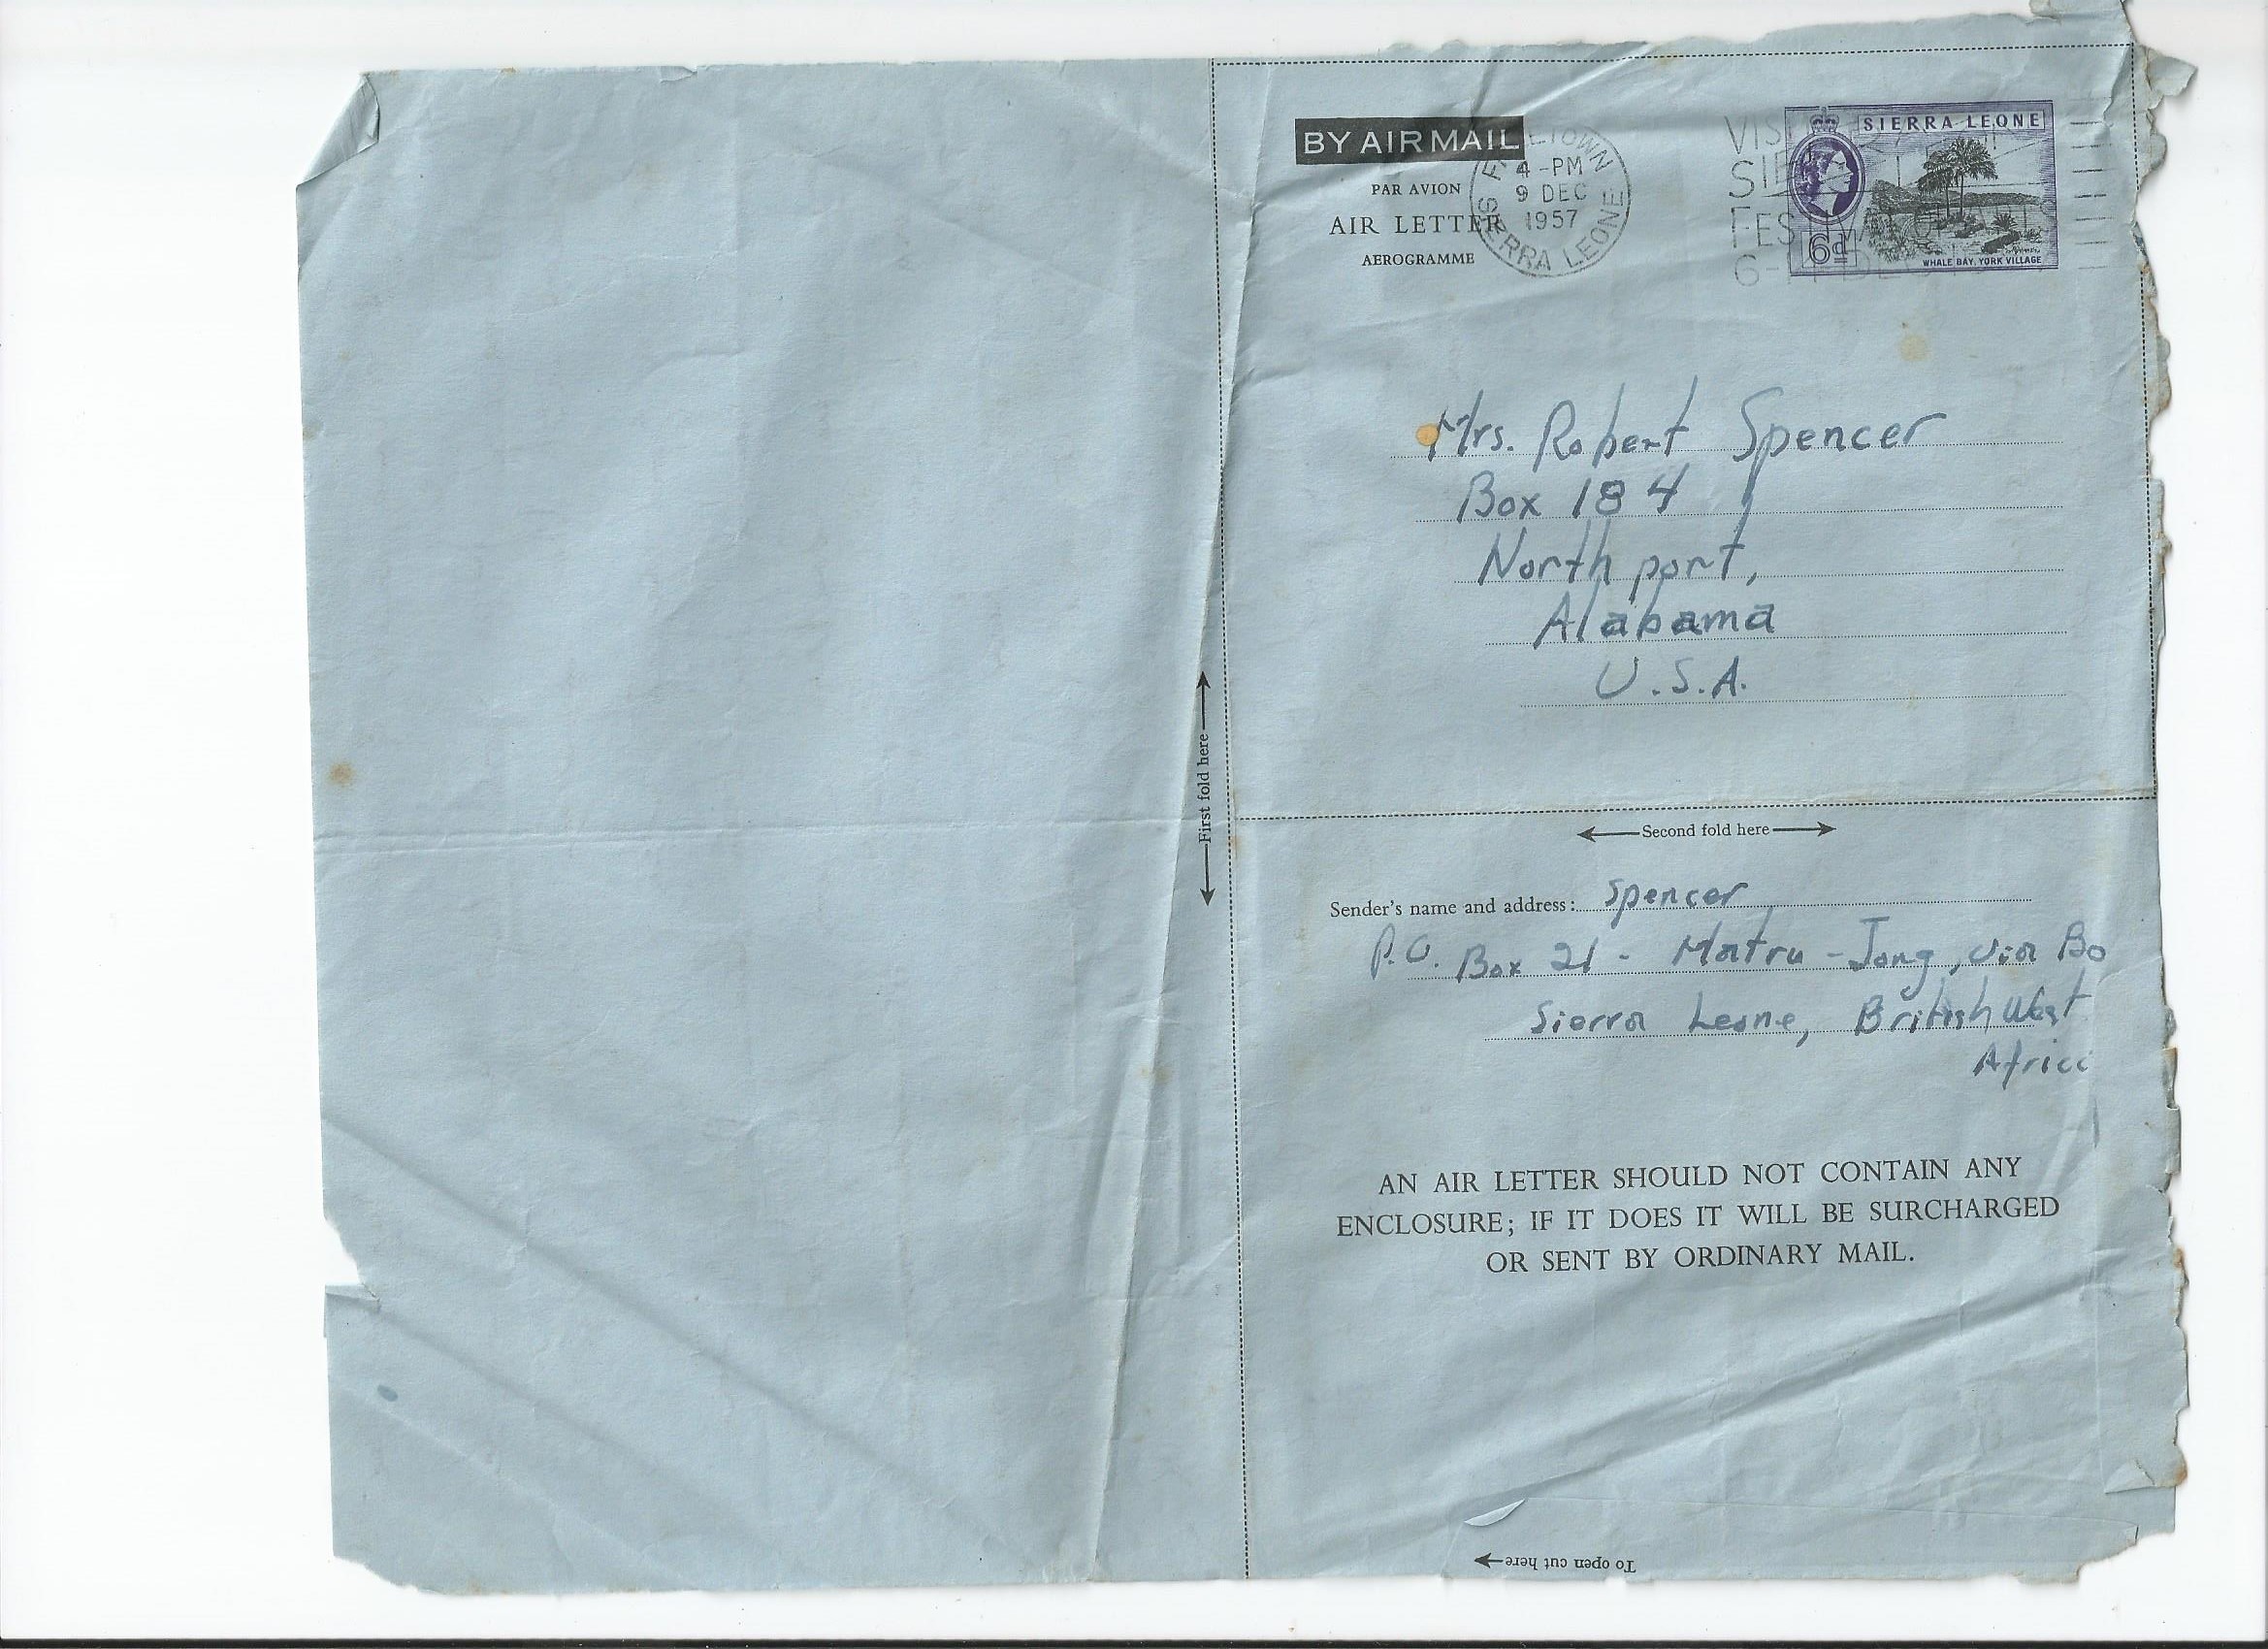 BY AIR MAIL
PAR AVION
AIR LETTER
AEROGRAMME
4-PM
9 DEC
1957
SIERRA LEONE
SIERRA LEONE
6d
WHALE BAY, YORK VILLAGE
Mrs. Robert Spencer
Box 184
Northport,
Alabama
U.S.A.
First fold here
Second fold here
Sender's name and address: Spencer
P.O. Box 21 - Matru - Jong, via Bo
Sierra Leone, British West
Africa
AN AIR LETTER SHOULD NOT CONTAIN ANY
ENCLOSURE; IF IT DOES IT WILL BE SURCHARGED
OR SENT BY ORDINARY MAIL.
To open cut here